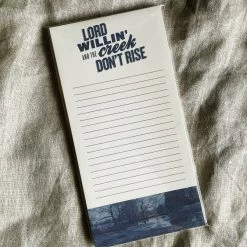 LORD
WILLIN'
AND THE creek
DON'T RISE